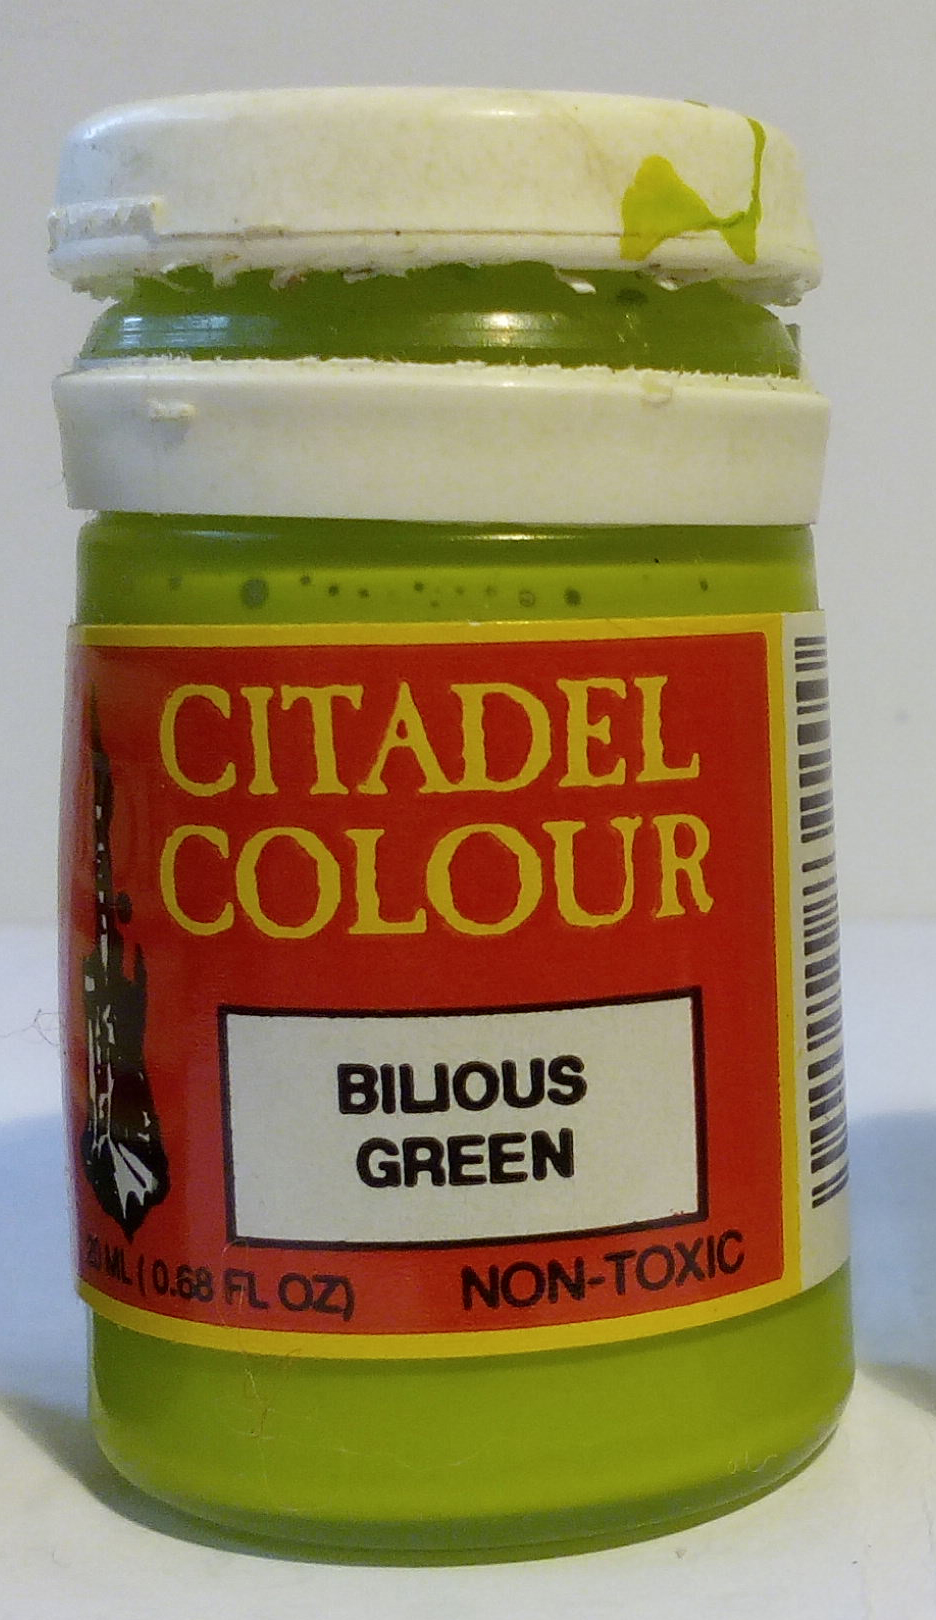 CITADEL
COLOUR
BILIOUS
GREEN
20 ML (0.68 FL OZ) NON-TOXIC